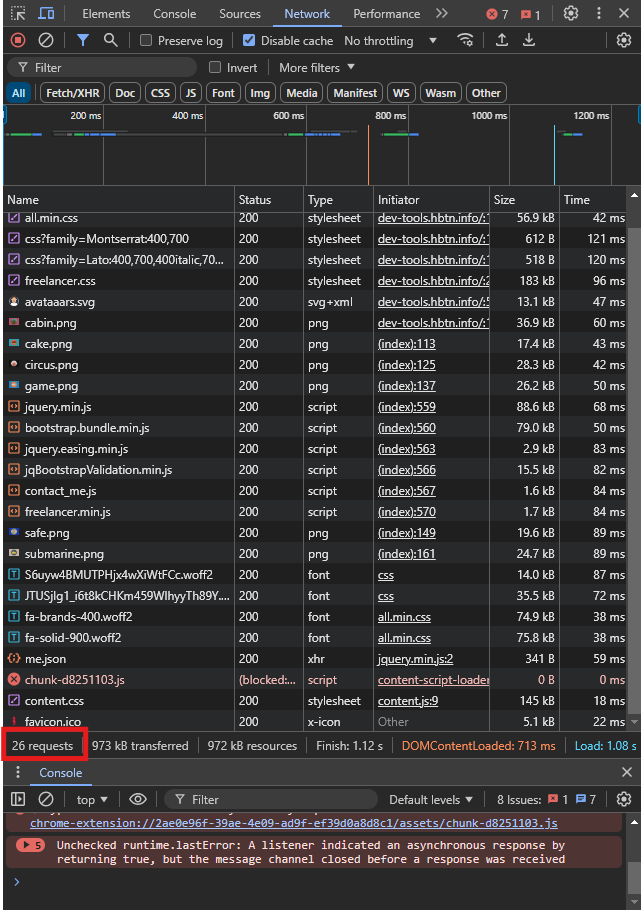 Elements Console Sources Network Performance 7 1
Preserve log Disable cache No throttling
Filter Invert More filters
All Fetch/XHR Doc CSS JS Font Img Media Manifest WS Wasm Other
200 ms 400 ms 600 ms 800 ms 1000 ms 1200 ms
Name Status Type Initiator Size Time
all.min.css 200 stylesheet dev-tools.hbtn.info/:1 56.9 kB 42 ms
css?family=Montserrat:400,700 200 stylesheet dev-tools.hbtn.info/:1 612 B 121 ms
css?family=Lato:400,700,400italic,70... 200 stylesheet dev-tools.hbtn.info/:1 518 B 120 ms
freelancer.css 200 stylesheet dev-tools.hbtn.info/:2 183 kB 96 ms
avataaars.svg 200 svg+xml dev-tools.hbtn.info/:5 13.1 kB 47 ms
cabin.png 200 png dev-tools.hbtn.info/:1 36.9 kB 60 ms
cake.png 200 png (index):113 17.4 kB 43 ms
circus.png 200 png (index):125 28.3 kB 42 ms
game.png 200 png (index):137 26.2 kB 50 ms
jquery.min.js 200 script (index):559 88.6 kB 68 ms
bootstrap.bundle.min.js 200 script (index):560 79.0 kB 50 ms
jquery.easing.min.js 200 script (index):563 2.9 kB 83 ms
jqBootstrapValidation.min.js 200 script (index):566 15.5 kB 82 ms
contact_me.js 200 script (index):567 1.6 kB 84 ms
freelancer.min.js 200 script (index):570 1.7 kB 84 ms
safe.png 200 png (index):149 19.6 kB 89 ms
submarine.png 200 png (index):161 24.7 kB 89 ms
S6uyw4BMUTPHjx4wXiWtFCc.woff2 200 font css 14.0 kB 87 ms
JTUSjIg1_i6t8kCHKm459WlhyyTh89Y.... 200 font css 35.5 kB 72 ms
fa-brands-400.woff2 200 font all.min.css 74.9 kB 38 ms
fa-solid-900.woff2 200 font all.min.css 75.8 kB 38 ms
me.json 200 xhr jquery.min.js:2 341 B 59 ms
chunk-d8251103.js (blocked:... script content-script-loader 0 B 0 ms
content.css 200 stylesheet content.js:9 145 kB 18 ms
favicon.ico 200 x-icon Other 5.1 kB 22 ms
26 requests 973 kB transferred 972 kB resources Finish: 1.12 s DOMContentLoaded: 713 ms Load: 1.08 s
Console
top Filter Default levels 8 Issues: 1 7
chrome-extension://2ae0e96f-39ae-4e09-ad9f-ef39d0a8d8c1/assets/chunk-d8251103.js
5 Unchecked runtime.lastError: A listener indicated an asynchronous response by
returning true, but the message channel closed before a response was received